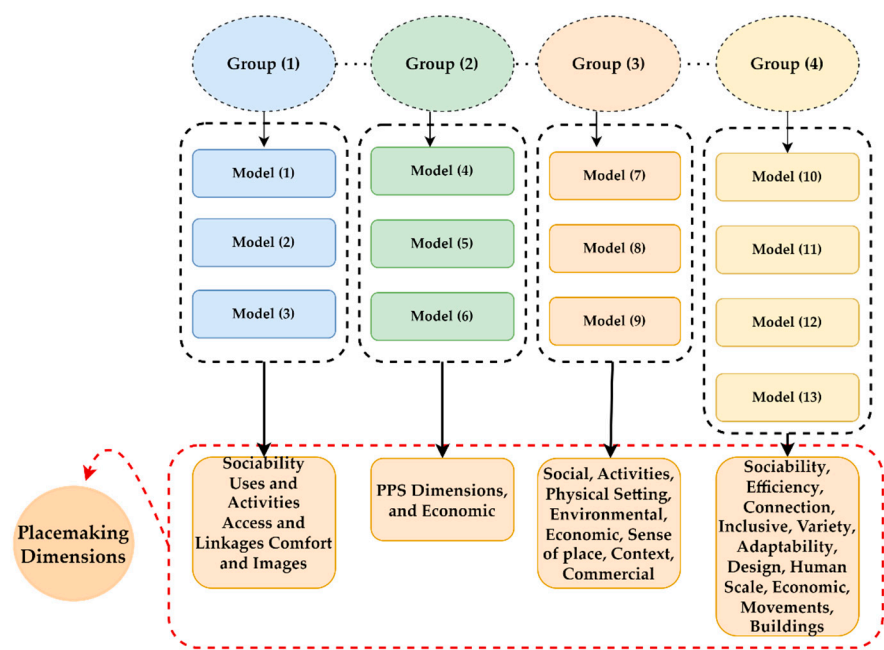 Group (1)
Group (2)
Group (3)
Group (4)
Model (1)
Model (2)
Model (3)
Model (4)
Model (5)
Model (6)
Model (7)
Model (8)
Model (9)
Model (10)
Model (11)
Model (12)
Model (13)
Placemaking
Dimensions
Sociability
Uses and
Activities
Access and
Linkages Comfort
and Images
PPS Dimensions,
and Economic
Social, Activities,
Physical Setting,
Environmental,
Economic, Sense
of place, Context,
Commercial
Sociability,
Efficiency,
Connection,
Inclusive, Variety,
Adaptability,
Design, Human
Scale, Economic,
Movements,
Buildings